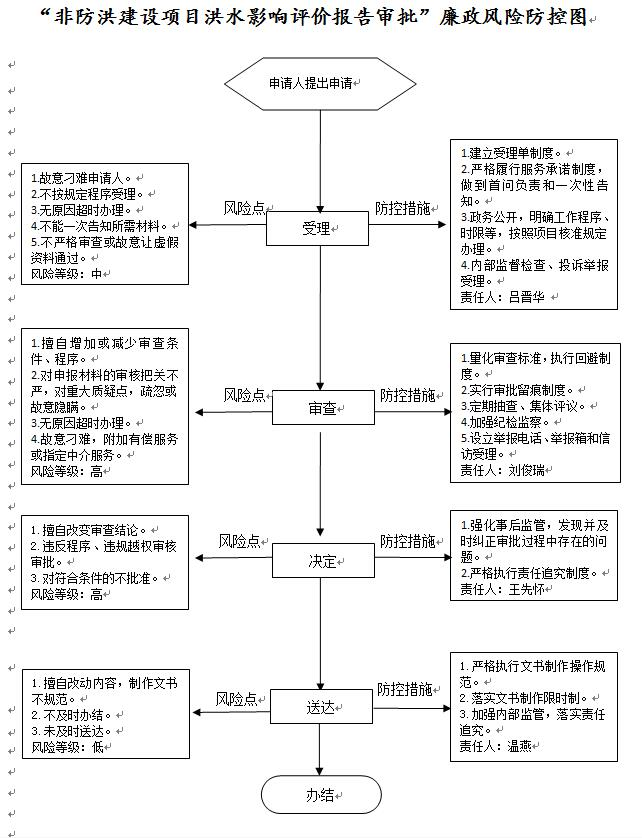 “非防洪建设项目洪水影响评价报告审批”廉政风险防控图
申请人提出申请
1.故意刁难申请人。
2.不按规定程序受理。
3.无原因超时办理。
4.不能一次告知所需材料。
5.不严格审查或故意让虚假
资料通过。
风险等级：中
风险点
受理
防控措施
1.建立受理单制度。
2.严格履行服务承诺制度，
做到首问负责和一次性告
知。
3.政务公开，明确工作程序、
时限等，按照项目核准规定
办理。
4.内部监督检查、投诉举报
受理。
责任人：吕晋华
1.擅自增加或减少审查条
件、程序。
2.对申报材料的审核把关不
严，对重大质疑点，疏忽或
故意隐瞒。
3.无原因超时办理。
4.故意刁难，附加有偿服务
或指定中介服务。
风险等级：高
风险点
审查
防控措施
1.量化审查标准，执行回避制
度。
2.实行审批留痕制度。
3.定期抽查、集体评议。
4.加强纪检监察。
5.设立举报电话、举报箱和信
访受理。
责任人：刘俊瑞
1. 擅自改变审查结论。
2. 违反程序、违规越权审核
审批。
3. 对符合条件的不批准。
风险等级：高
风险点
决定
防控措施
1.强化事后监管，发现并及
时纠正审批过程中存在的问
题。
2.严格执行责任追究制度。
责任人：王先怀
1. 擅自改动内容，制作文书
不规范。
2. 不及时办结。
3. 未及时送达。
风险等级：低
风险点
送达
防控措施
1. 严格执行文书制作操作规
范。
2. 落实文书制作限时制。
3. 加强内部监管，落实责任
追究。
责任人：温燕
办结